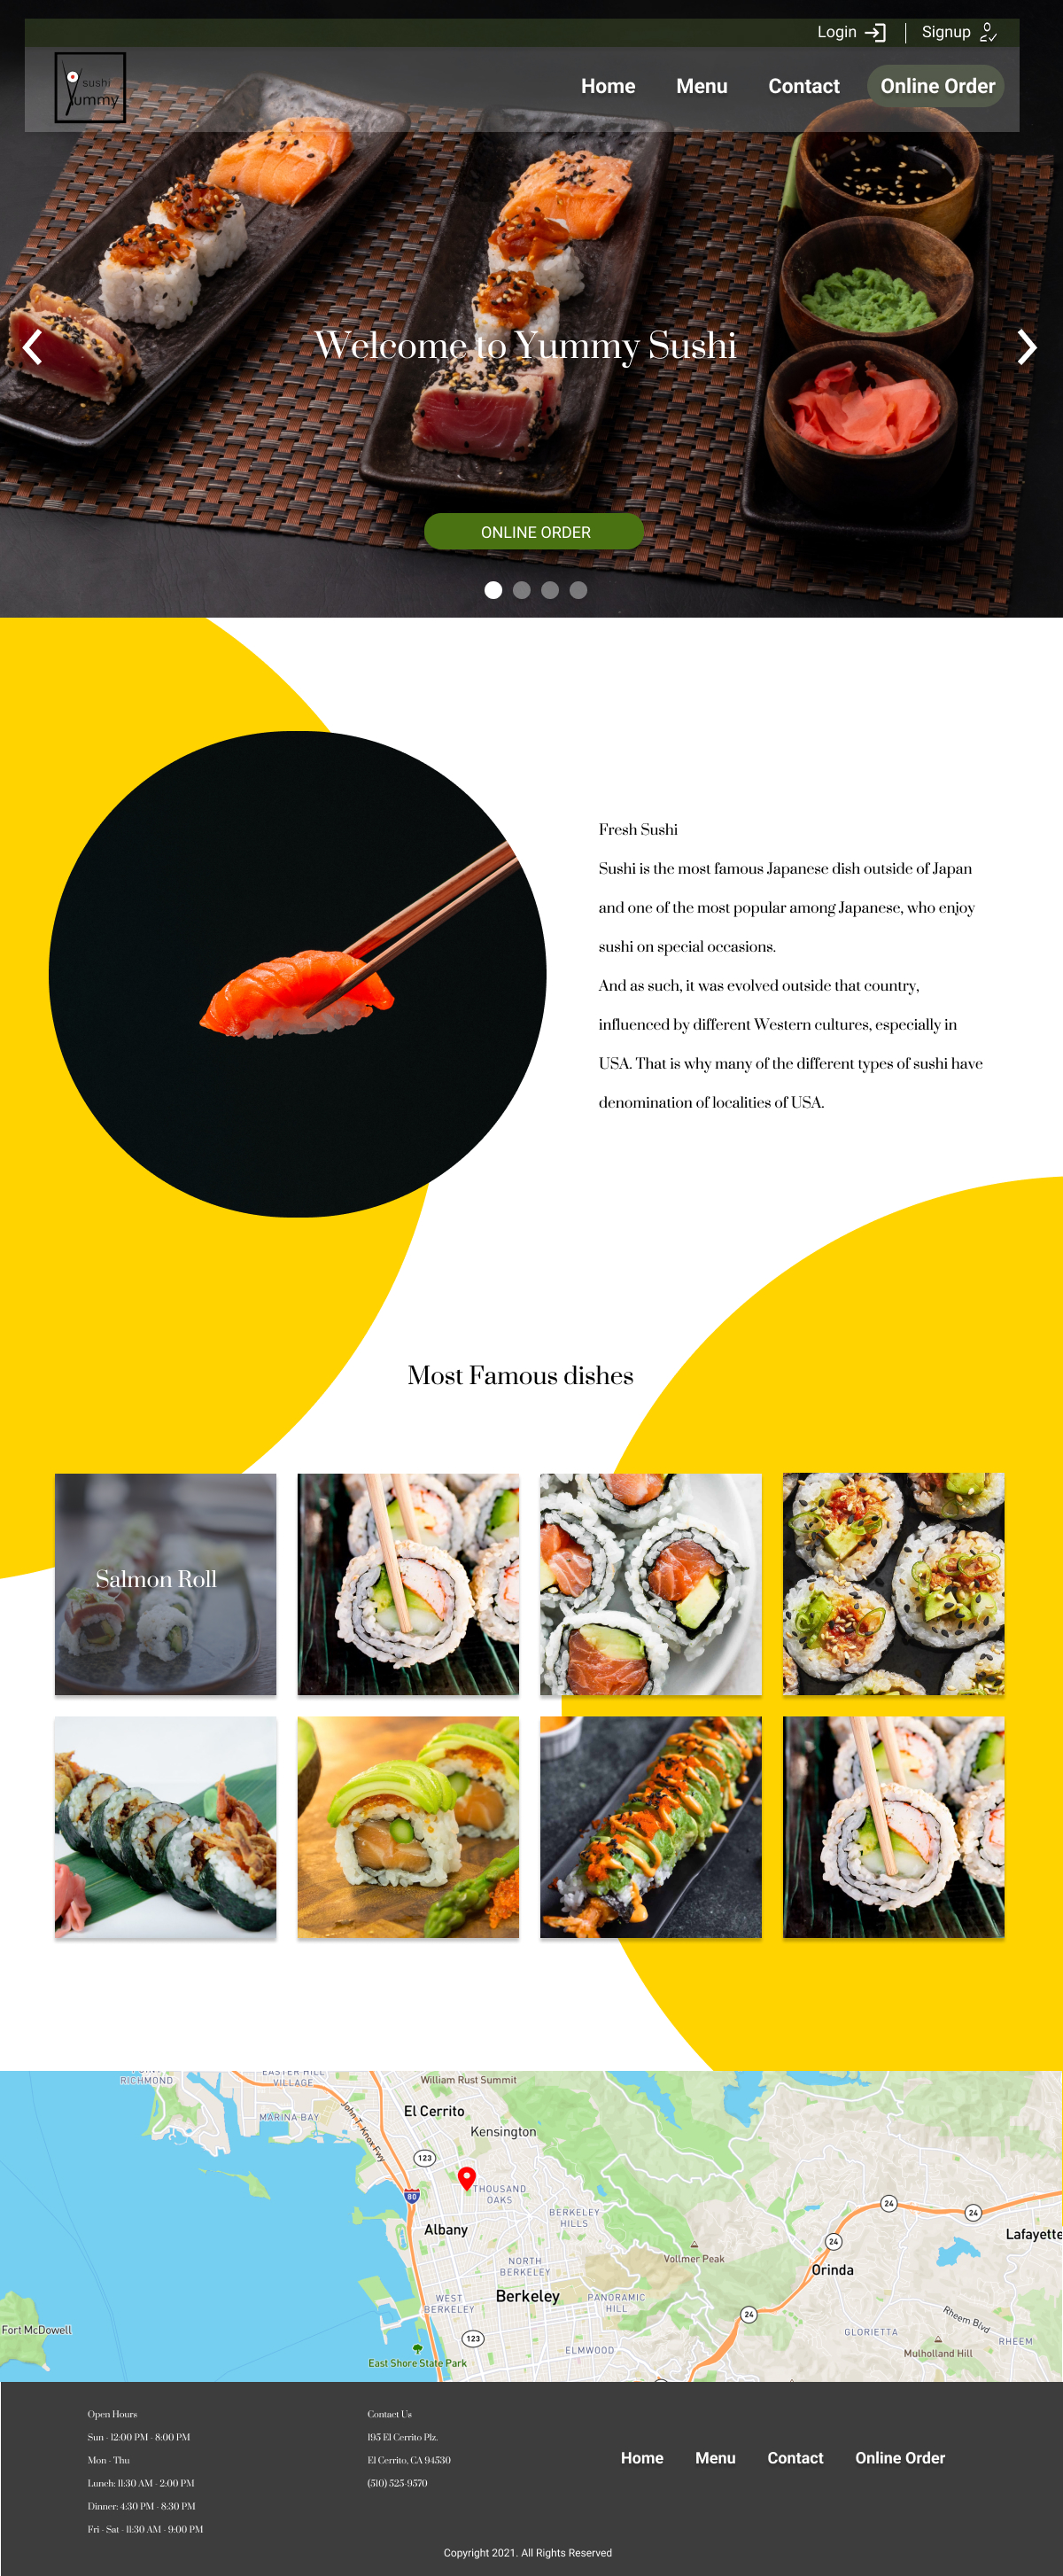 Login
Signup
sushi
Yummy
Home
Menu
Contact
Online Order
Welcome to Yummy Sushi
ONLINE ORDER
Fresh Sushi
Sushi is the most famous Japanese dish outside of Japan
and one of the most popular among Japanese, who enjoy
sushi on special occasions.
And as such, it was evolved outside that country,
influenced by different Western cultures, especially in
USA. That is why many of the different types of sushi have
denomination of localities of USA.
Most Famous dishes
Salmon Roll
RICHMOND
EASTER HILL
VILLAGE
William Rust Summit
MARINA BAY
John T. Knox Fwy
El Cerrito
Kensington
123
80
THOUSAND
OAKS
24
24
BERKELEY
HILLS
Albany
24
Lafayette
Vollmer Peak
NORTH
BERKELEY
Orinda
Berkeley
WEST
BERKELEY
PANORAMIC
HILL
24
Rheem Blvd
Fort McDowell
123
GLORIETTA
RHEEM
ELMWOOD
Mulholland Hill
East Shore State Park
Open Hours
Sun - 12:00 PM - 8:00 PM
Mon - Thu
Lunch: 11:30 AM - 2:00 PM
Dinner: 4:30 PM - 8:30 PM
Fri - Sat - 11:30 AM - 9:00 PM
Contact Us
195 El Cerrito Plz.
El Cerrito, CA 94530
(510) 525-9570
Home
Menu
Contact
Online Order
Copyright 2021. All Rights Reserved